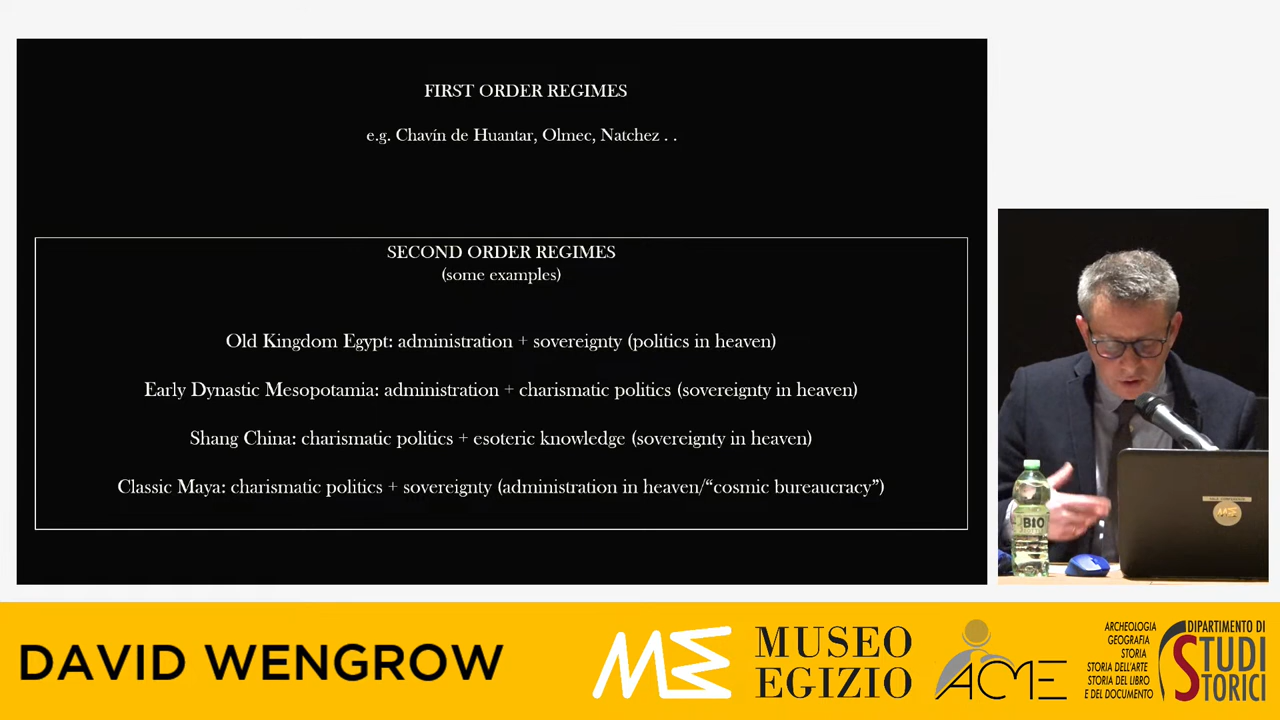 FIRST ORDER REGIMES
e.g. Chavín de Huantar, Olmec, Natchez . .
SECOND ORDER REGIMES
(some examples)
Old Kingdom Egypt: administration + sovereignty (politics in heaven)
Early Dynastic Mesopotamia: administration + charismatic politics (sovereignty in heaven)
Shang China: charismatic politics + esoteric knowledge (sovereignty in heaven)
Classic Maya: charismatic politics + sovereignty (administration in heaven/“cosmic bureaucracy”)
BIO
DAVID WENGROW
ME
MUSEO
EGIZIO
ACME
ARCHEOLOGIA
GEOGRAFIA
STORIA
STORIA DELL'ARTE
STORIA DEL LIBRO
E DEL DOCUMENTO
DIPARTIMENTO DI
STUDI
STORICI